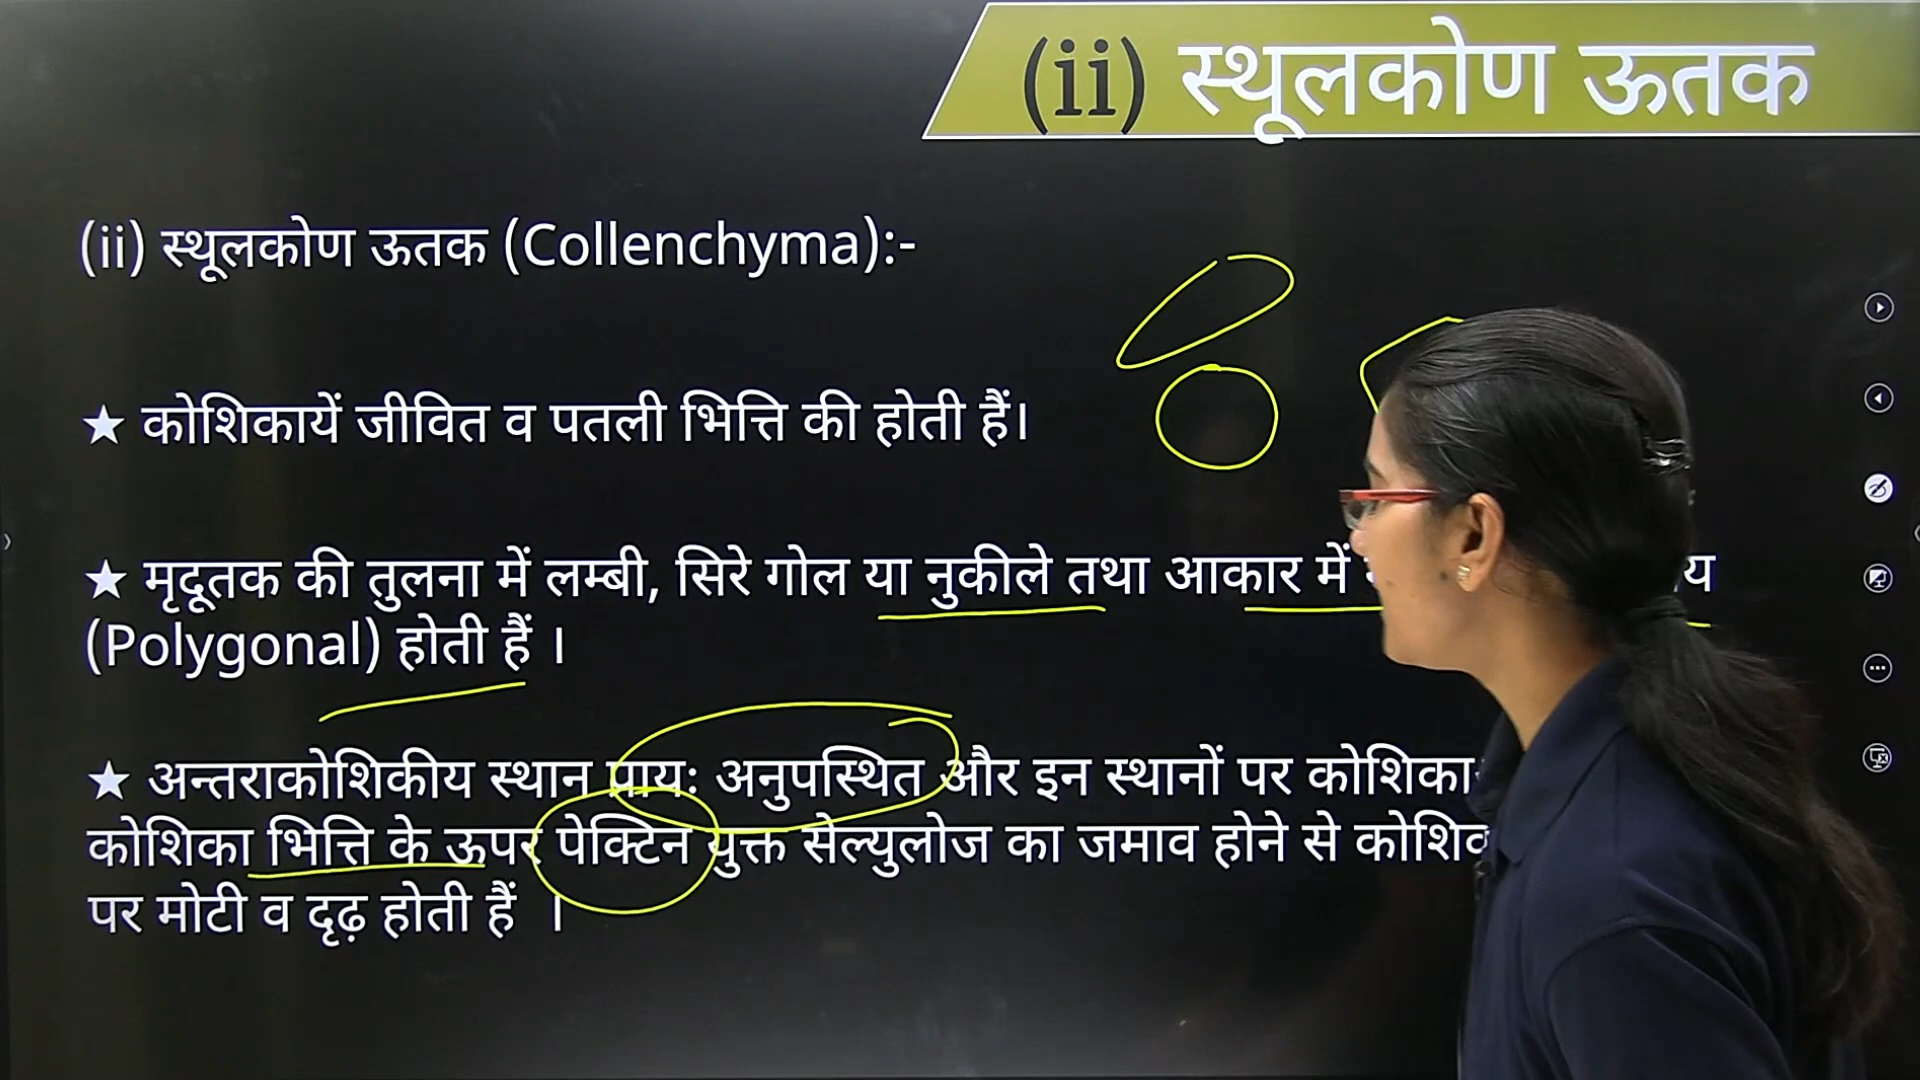 (ii) स्थूलकोण ऊतक
(ii) स्थूलकोण ऊतक (Collenchyma):-
★ कोशिकायें जीवित व पतली भित्ति की होती हैं।
★ मृदूतक की तुलना में लम्बी, सिरे गोल या नुकीले तथा आकार में
(Polygonal) होती हैं ।
★ अन्तराकोशिकीय स्थान प्रायः अनुपस्थित और इन स्थानों पर
कोशिका भित्ति के ऊपर पेक्टिन युक्त सेल्युलोज का जमाव होने से
पर मोटी व दृढ़ होती हैं ।